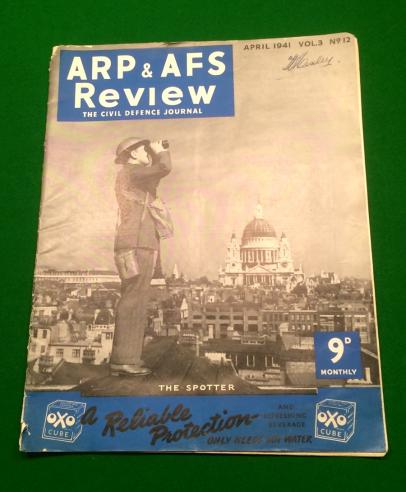 APRIL 1941 VOL.3 Nº12
ARP & AFS
Review
THE CIVIL DEFENCE JOURNAL
9ᴰ
MONTHLY
THE SPOTTER
OXO
CUBE
a Reliable
Protection-
AND
REFRESHING
BEVERAGE
ONLY NEEDS HOT WATER
OXO
CUBE